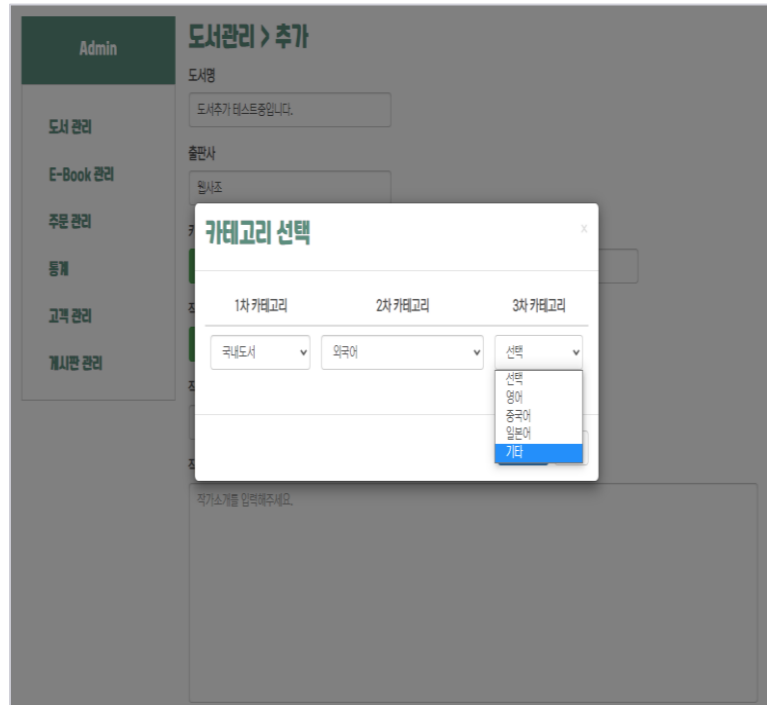 Admin
도서 관리
E-Book 관리
주문 관리
통계
고객 관리
게시판 관리
도서관리 > 추가
도서명
도서추가 테스트중입니다.
출판사
웹사조
카테고리 선택
x
1차 카테고리 2차 카테고리 3차 카테고리
국내도서 외국어 선택
선택
영어
중국어
일본어
기타
작가소개를 입력해주세요.